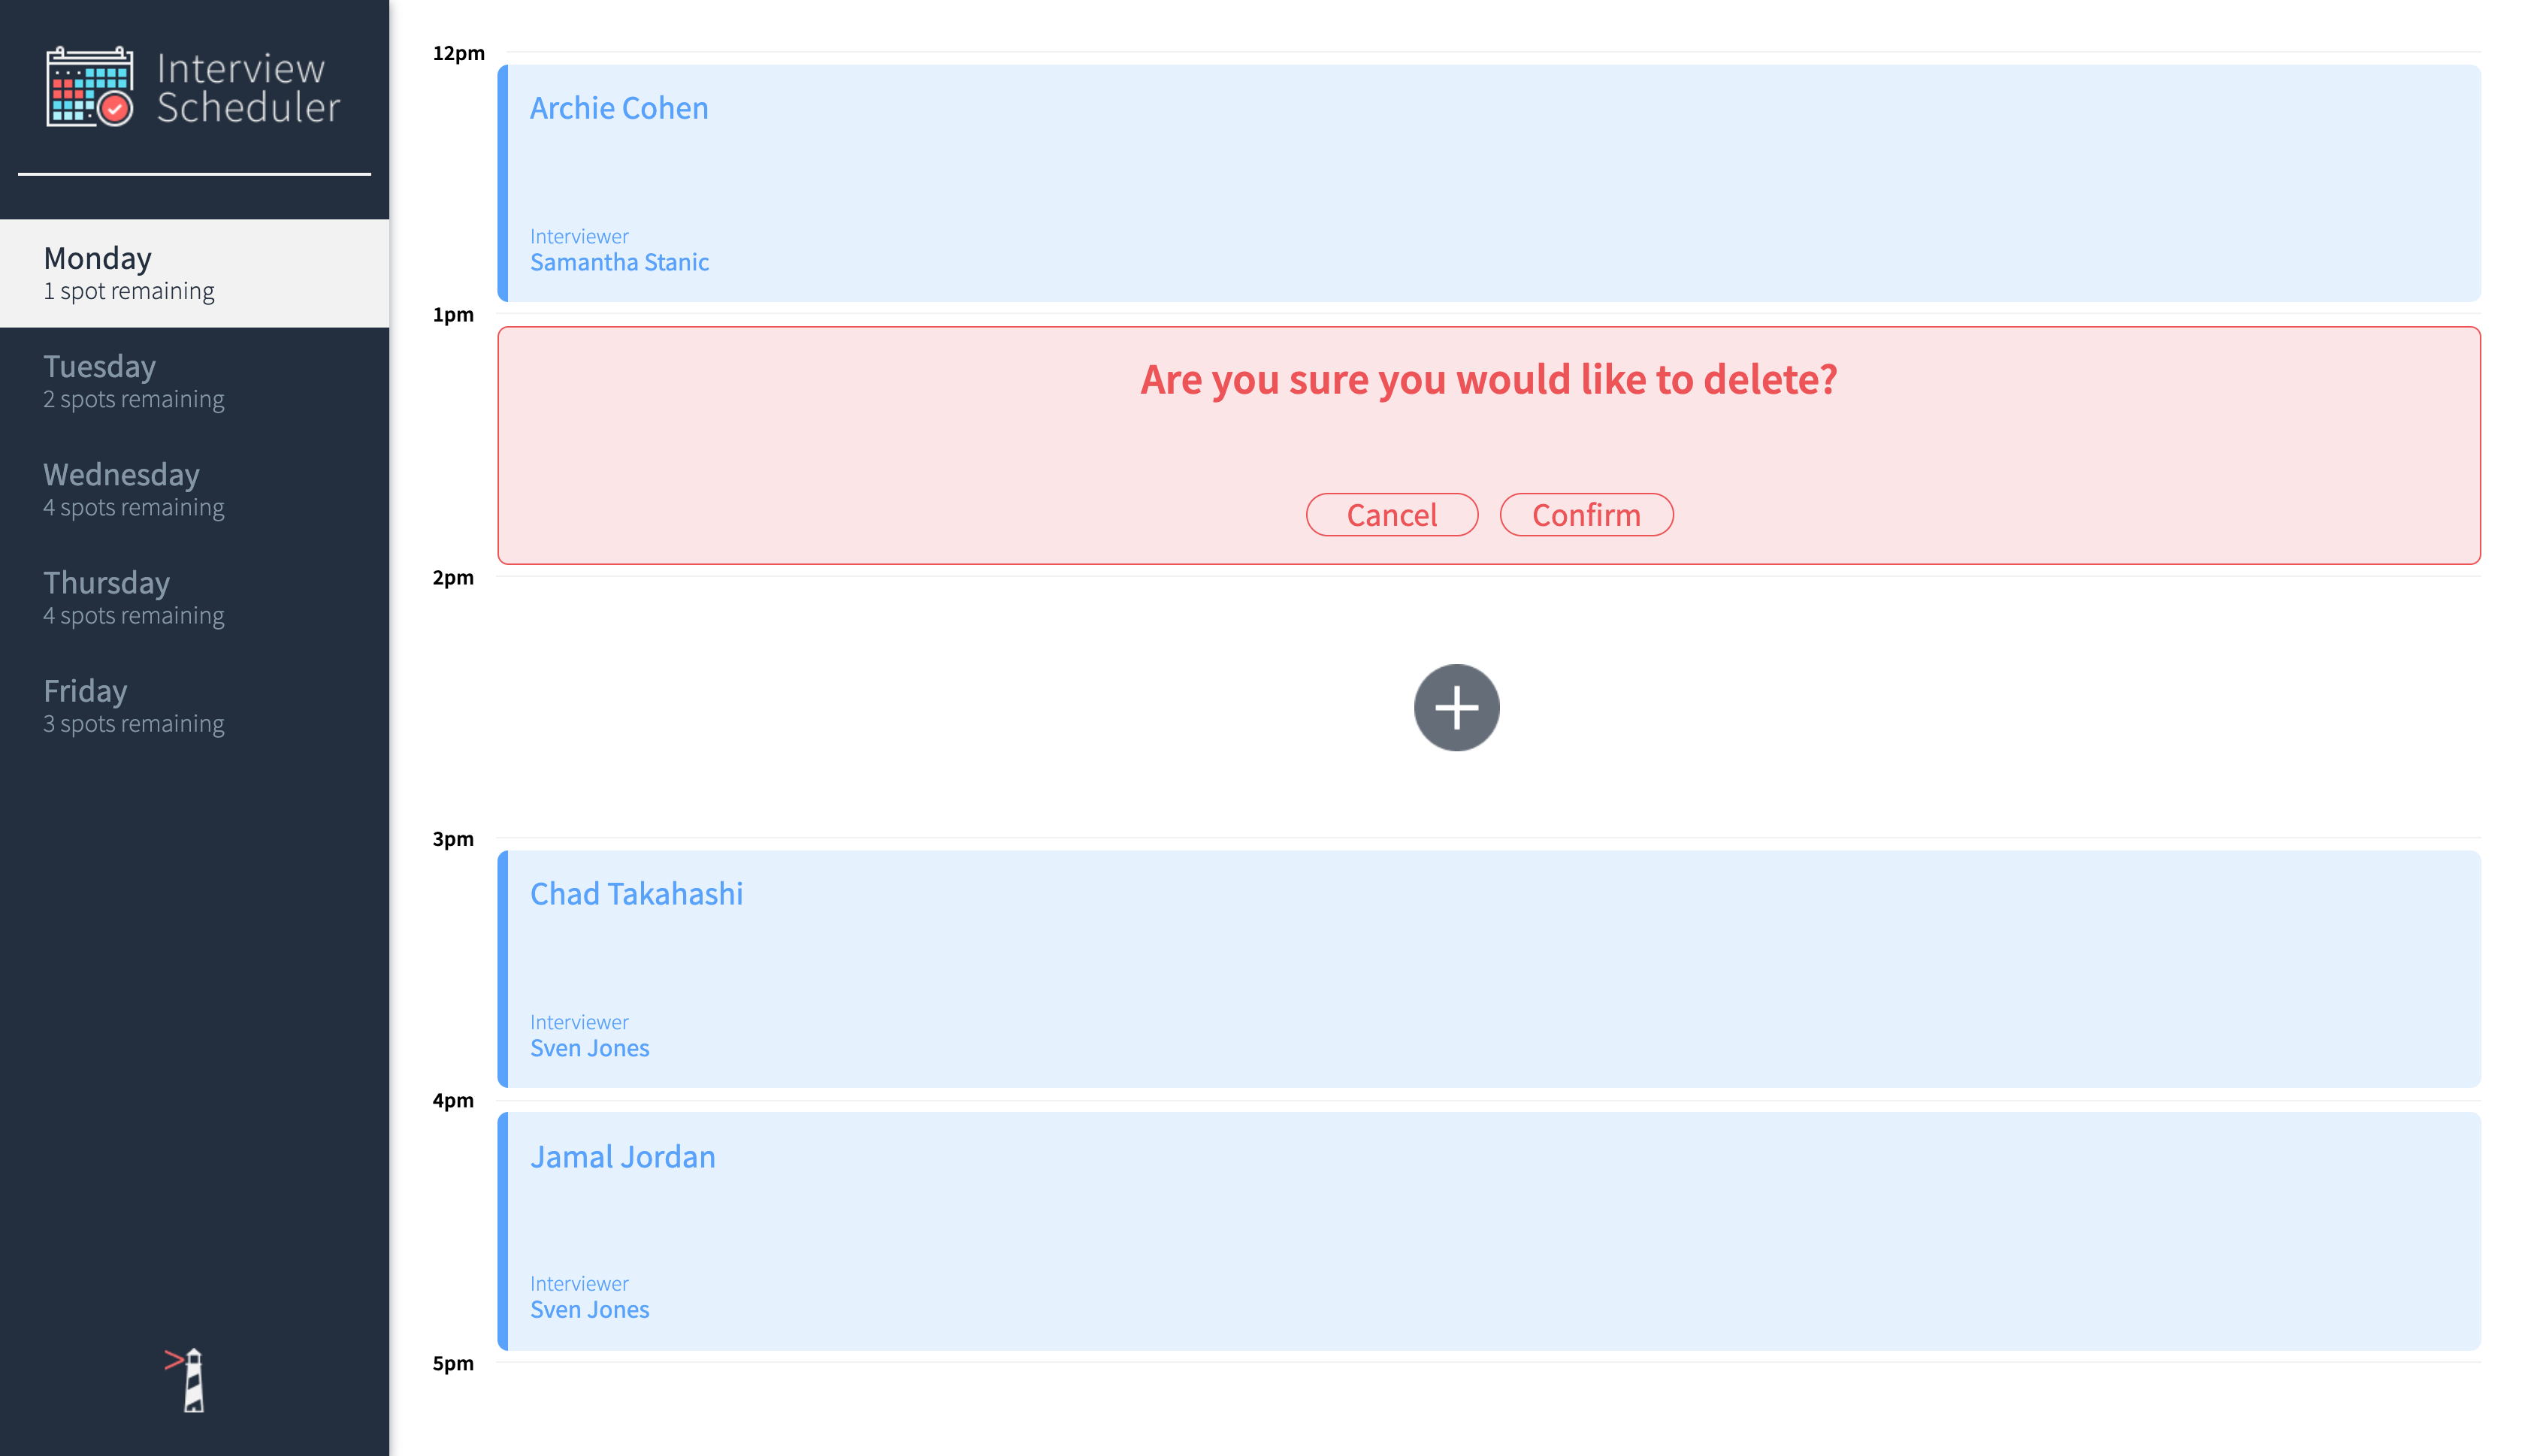 Interview
Scheduler
Monday
1 spot remaining
Tuesday
2 spots remaining
Wednesday
4 spots remaining
Thursday
4 spots remaining
Friday
3 spots remaining
12pm
Archie Cohen
Interviewer
Samantha Stanic
1pm
Are you sure you would like to delete?
Cancel Confirm
2pm
3pm
Chad Takahashi
Interviewer
Sven Jones
4pm
Jamal Jordan
Interviewer
Sven Jones
5pm